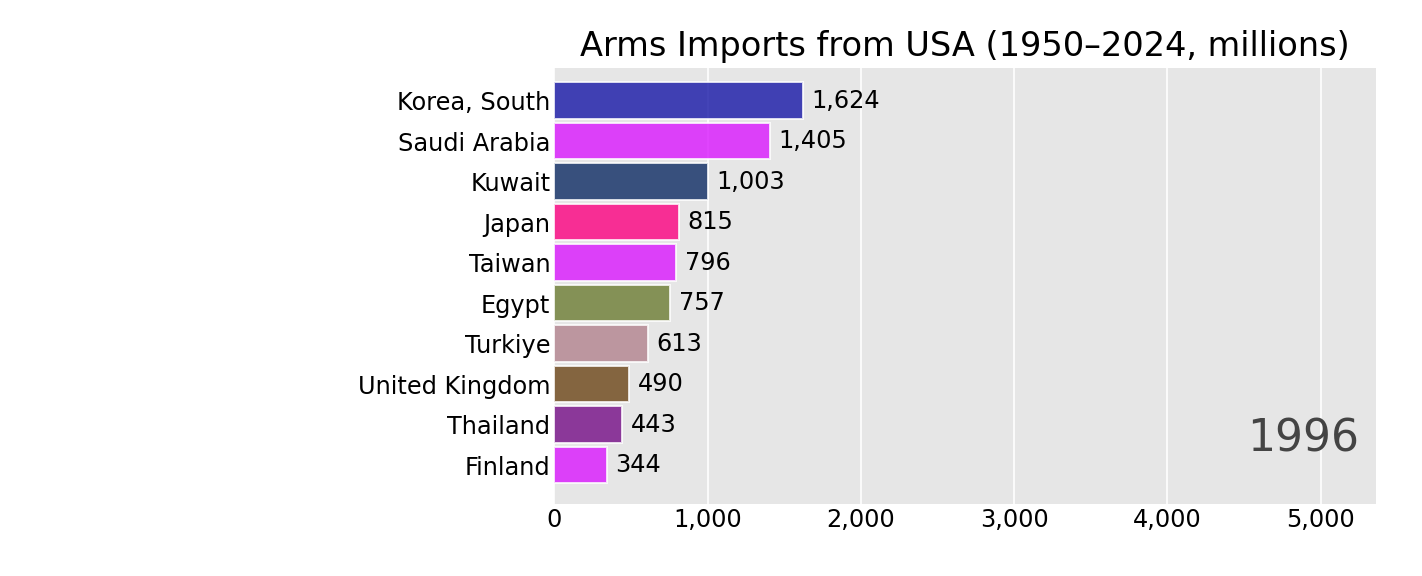 Arms Imports from USA (1950–2024, millions)
Korea, South 1,624
Saudi Arabia 1,405
Kuwait 1,003
Japan 815
Taiwan 796
Egypt 757
Turkiye 613
United Kingdom 490
Thailand 443
Finland 344
1996
0 1,000 2,000 3,000 4,000 5,000